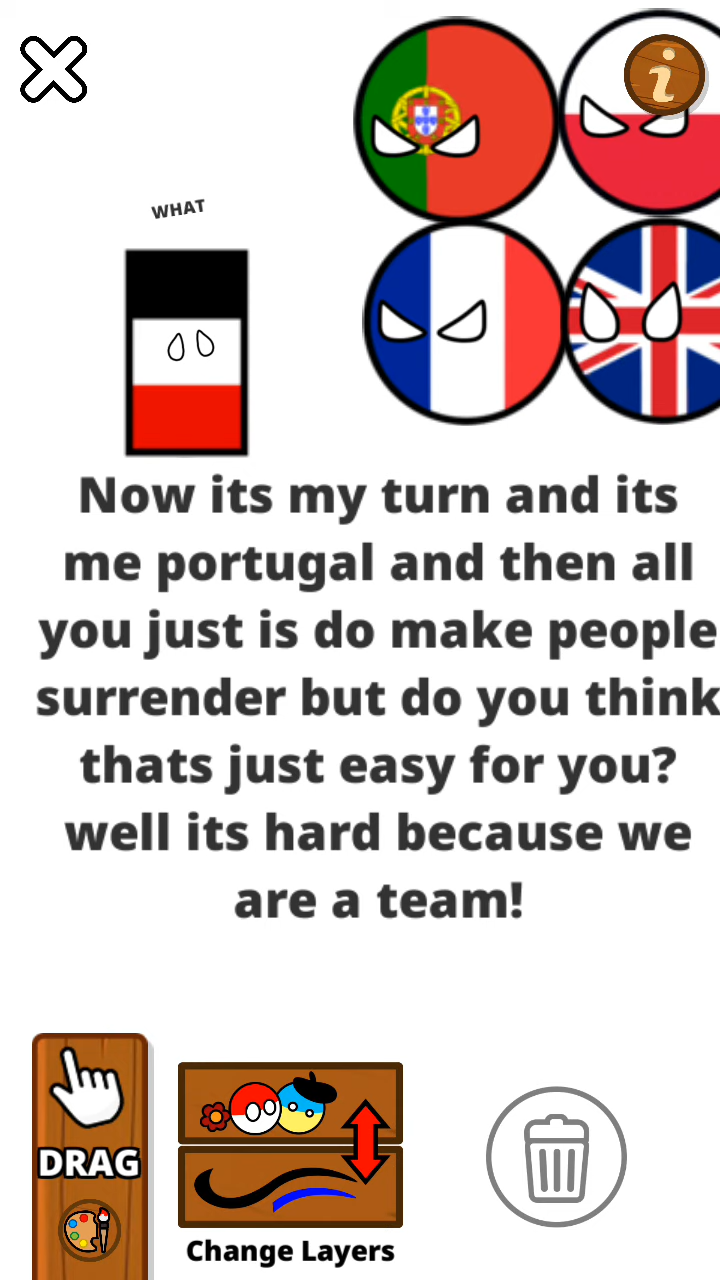 WHAT
Now its my turn and its
me portugal and then all
you just is do make people
surrender but do you think
thats just easy for you?
well its hard because we
are a team!
DRAG
Change Layers